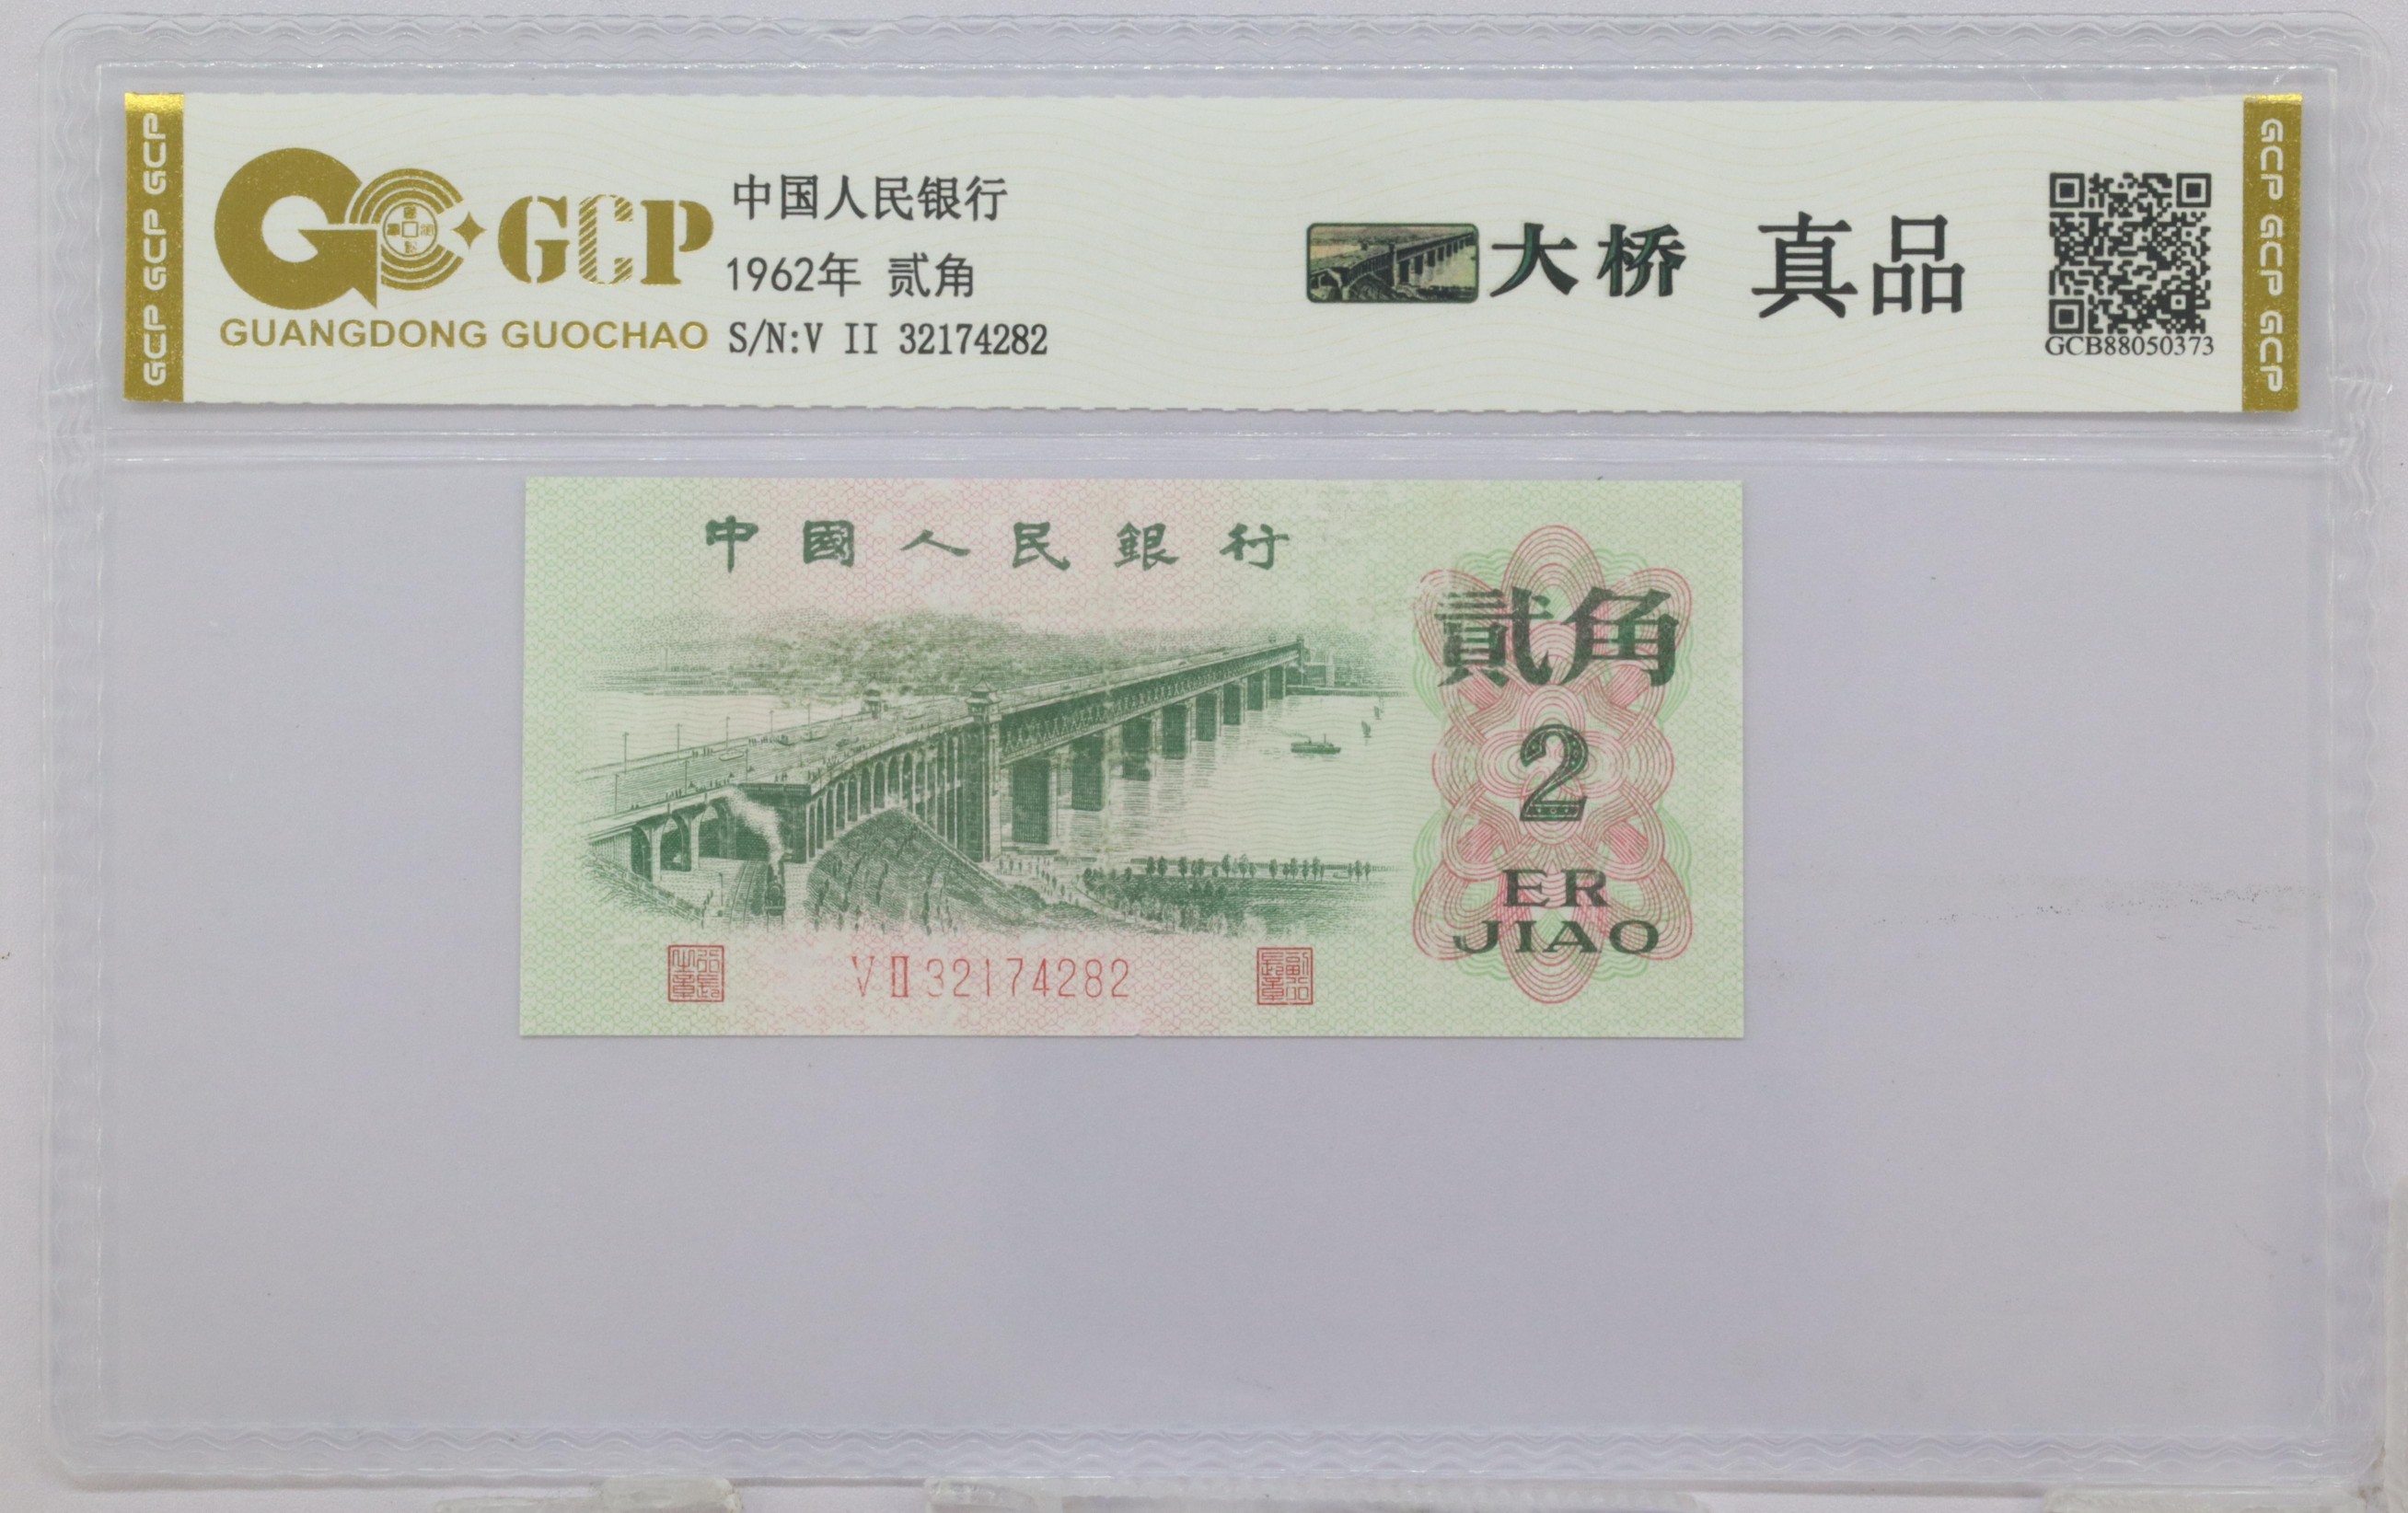 GCP GCP GCP
GCP
GUANGDONG GUOCHAO
中国人民银行
1962年 贰角
S/N:V II 32174282
大桥 真品
GCB88050373
GCP GCP GCP
中國人民銀行
貳角
2
ER
JIAO
V II 32174282